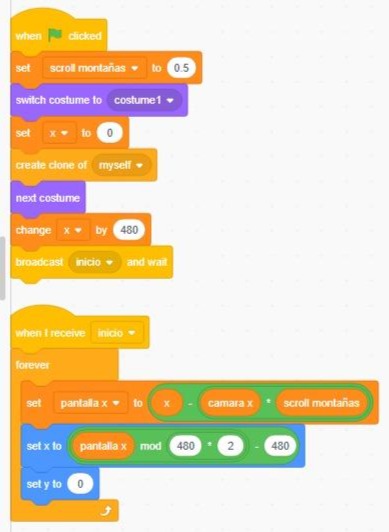 when clicked
set scroll montañas to 0.5
switch costume to costume1
set x to 0
create clone of myself
next costume
change x by 480
broadcast inicio and wait
when I receive inicio
forever
set pantalla x to x - camara x * scroll montañas
set x to pantalla x mod 480 * 2 - 480
set y to 0